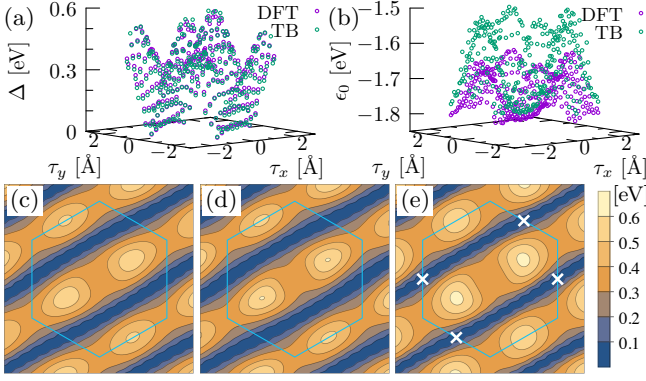 (a)
DFT
TB
Δ [eV]
0.6
0.3
0
2
0
−2
τy [Å]
−2
0
2
τx [Å]
(b)
DFT
TB
ϵ0 [eV]
−1.5
−1.6
−1.7
−1.8
2
0
−2
τy [Å]
−2
0
2
τx [Å]
(c)
(d)
(e)
[eV]
0.6
0.5
0.4
0.3
0.2
0.1